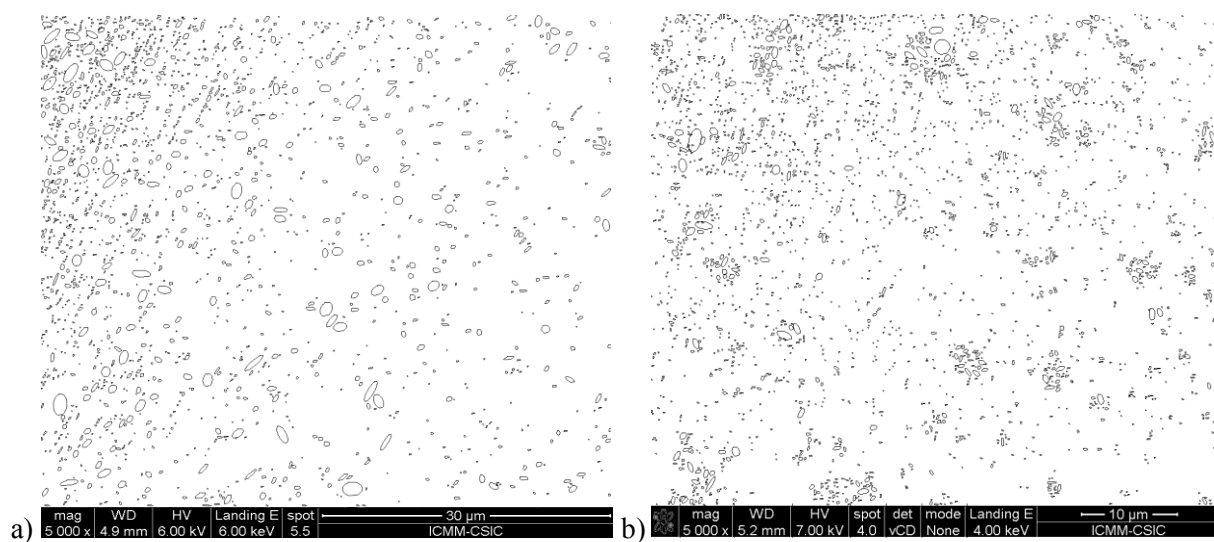 mag WD HV Landing E spot 30 µm
a) 5 000 x 4.9 mm 6.00 kV 6.00 keV 5.5 ICMM-CSIC
mag WD HV spot det mode Landing E 10 µm
b) 5 000 x 5.2 mm 7.00 kV 4.0 vCD None 4.00 keV ICMM-CSIC